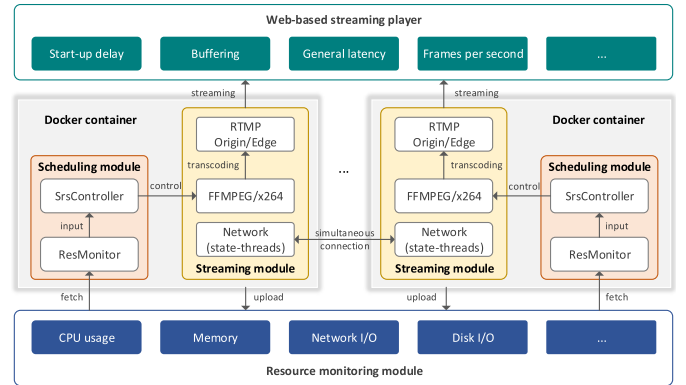 Web-based streaming player
Start-up delay
Buffering
General latency
Frames per second
...
streaming
streaming
Docker container
RTMP
Origin/Edge
transcoding
Scheduling module
SrsController
control
FFMPEG/x264
input
ResMonitor
Network
(state-threads)
Streaming module
...
simultaneous
connection
RTMP
Origin/Edge
Docker container
transcoding
Scheduling module
FFMPEG/x264
control
SrsController
input
Network
(state-threads)
ResMonitor
Streaming module
fetch
upload
upload
fetch
CPU usage
Memory
Network I/O
Disk I/O
...
Resource monitoring module